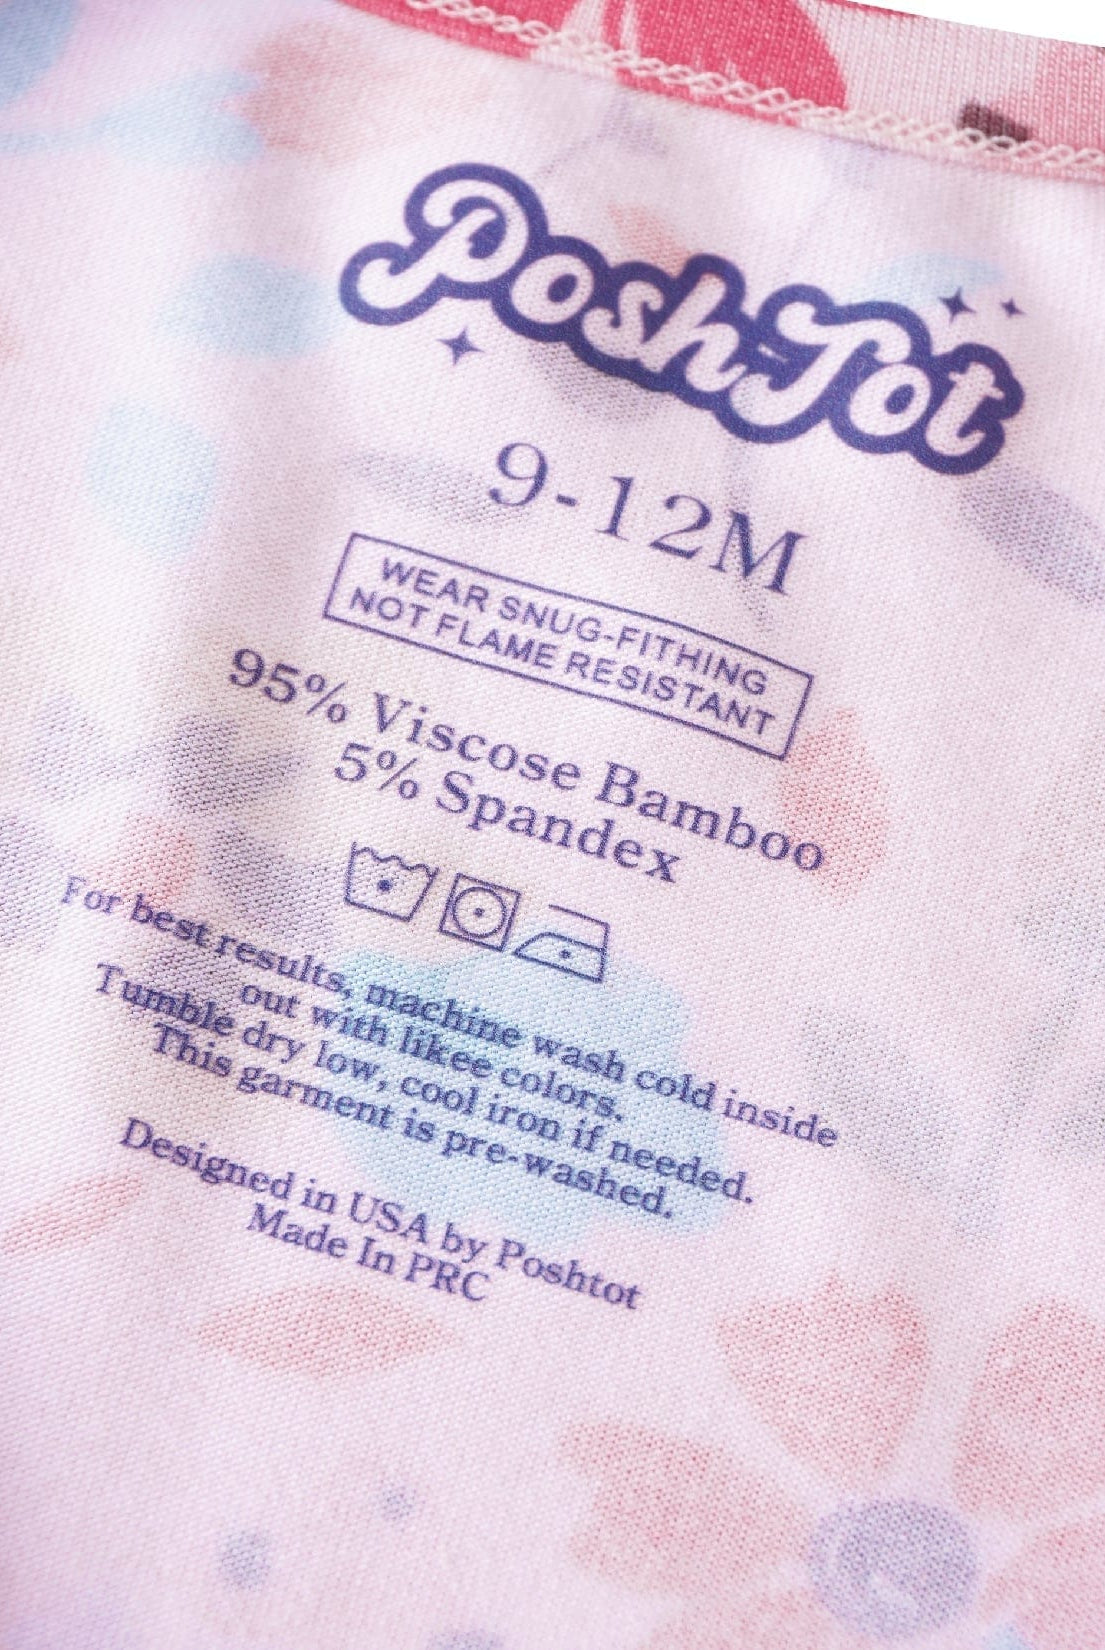 PoshTot
9-12M
WEAR SNUG-FITHING
NOT FLAME RESISTANT
95% Viscose Bamboo
5% Spandex
For best results, machine wash cold inside
out with likee colors.
Tumble dry low, cool iron if needed.
This garment is pre-washed.
Designed in USA by Poshtot
Made In PRC